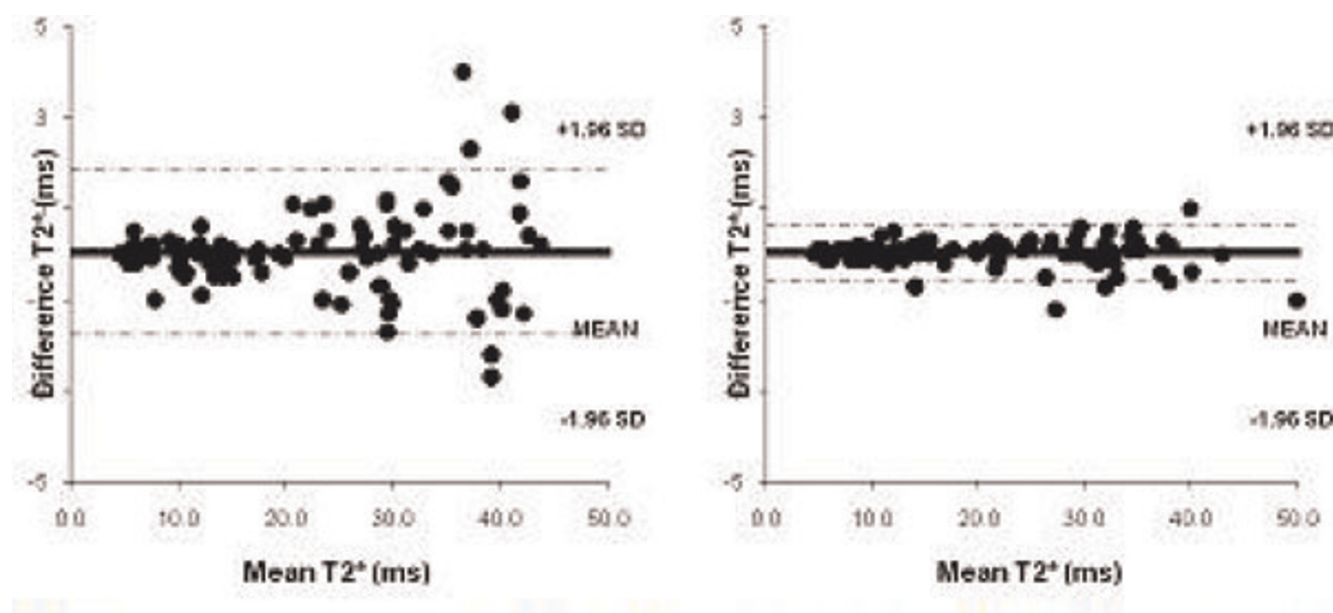 5
3
-1
-5
Difference T2* (ms)
+1.96 SD
MEAN
-1.96 SD
0.0 10.0 20.0 30.0 40.0 50.0
Mean T2* (ms)
5
3
-1
-5
Difference T2* (ms)
+1.96 SD
MEAN
-1.96 SD
0.0 10.0 20.0 30.0 40.0 50.0
Mean T2* (ms)